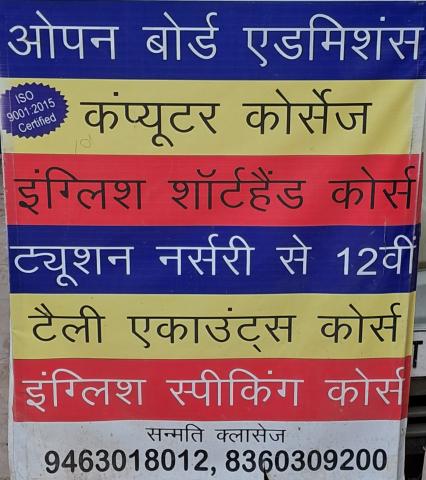 ओपन बोर्ड एडमिशंस
ISO
9001:2015
Certified
कंप्यूटर कोर्सेज
इंग्लिश शॉर्टहैंड कोर्स
ट्यूशन नर्सरी से 12वीं
टैली एकाउंट्स कोर्स
इंग्लिश स्पीकिंग कोर्स
सन्मति क्लासेज
9463018012, 8360309200